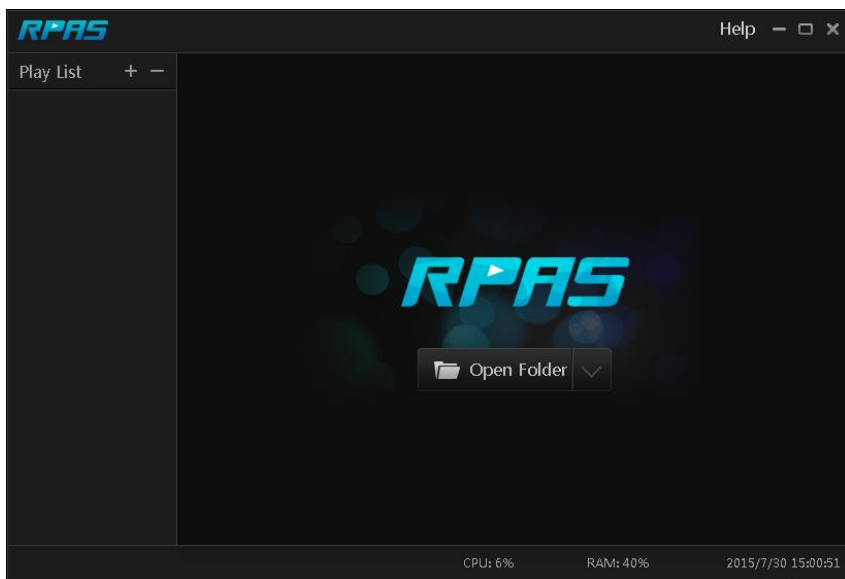 RPAS Help
Play List + −
RPAS
Open Folder
CPU: 6% RAM: 40% 2015/7/30 15:00:51